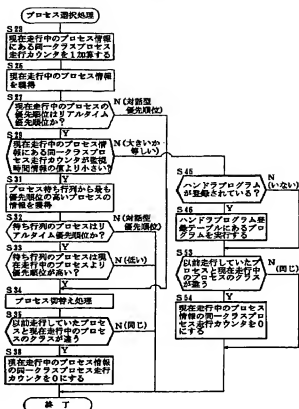 プロセス選択処理
S25
現在走行中のプロセス情報
にある同一クラスプロセス
走行カウンタを1加算する
S26
現在走行中のプロセス情報
を獲得
S27
現在走行中のプロセスの
優先順位はリアルタイム優先順
位か?
N(対話型
優先順位)
Y
現在走行中のプロセス情
報にある同一クラスプロセス
走行カウンタが監視
時間情報の値より小さい?
N(大きいか
等しい)
Y
S31
プロセス待ち行列から最も
優先順位の高いプロセスの情
報を獲得
S32
待ち行列のプロセスはリア
ルタイム優先順位か?
N(対話型
優先順位)
Y
S33
待ち行列のプロセスは現在
走行中のプロセスより優先
順位が高い?
N(低い)
Y
S34
プロセス切替え処理
S35
以前走行していたプロセ
スと現在走行中のプロセス
のクラスが違う
N(同じ)
Y
現在走行中のプロセス情報
の同一クラスプロセス走行
カウンタを0にする
S45
ハンドラプログラム
が登録されている?
N
(いない)
Y
S46
ハンドラプログラム登
録テーブルにあるプログ
ラムを実行する
S53
以前走行していたプ
ロセスと現在走行中の
プロセスのクラスが
違う
N(同じ)
Y
S54
現在走行中のプロセス情報
の同一クラスプロセス
走行カウンタを0
にする
終了